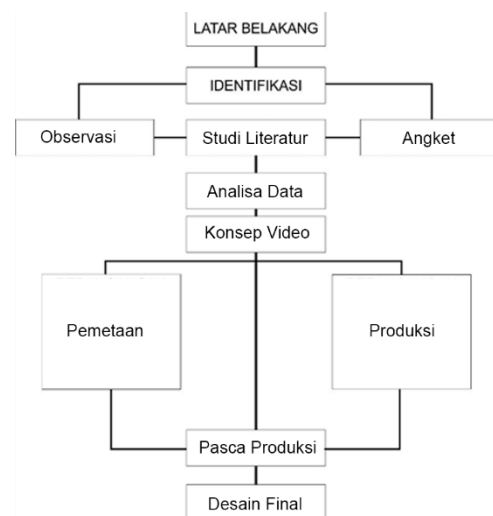 LATAR BELAKANG
IDENTIFIKASI
Observasi
Studi Literatur
Angket
Analisa Data
Konsep Video
Pemetaan
Produksi
Pasca Produksi
Desain Final